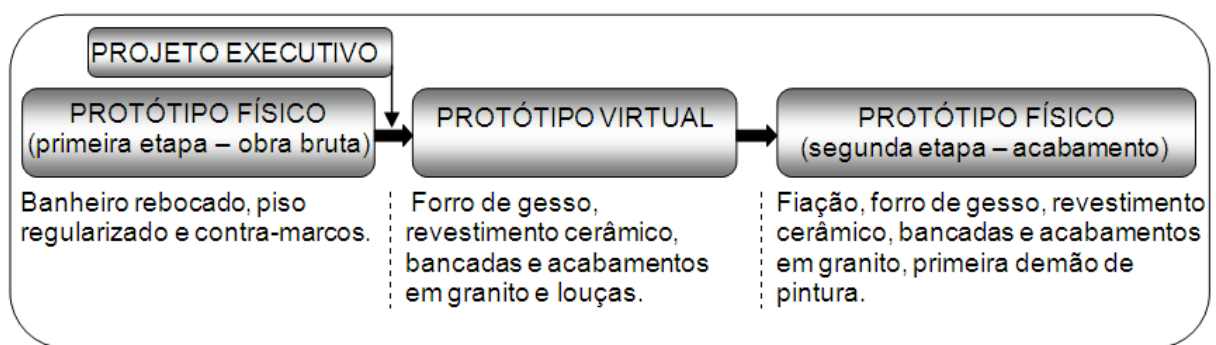 PROJETO EXECUTIVO
PROTÓTIPO FÍSICO
(primeira etapa – obra bruta)
Banheiro rebocado, piso
regularizado e contra-marcos.
PROTÓTIPO VIRTUAL
Forro de gesso,
revestimento cerâmico,
bancadas e acabamentos
em granito e louças.
PROTÓTIPO FÍSICO
(segunda etapa – acabamento)
Fiação, forro de gesso, revestimento
cerâmico, bancadas e acabamentos
em granito, primeira demão de
pintura.